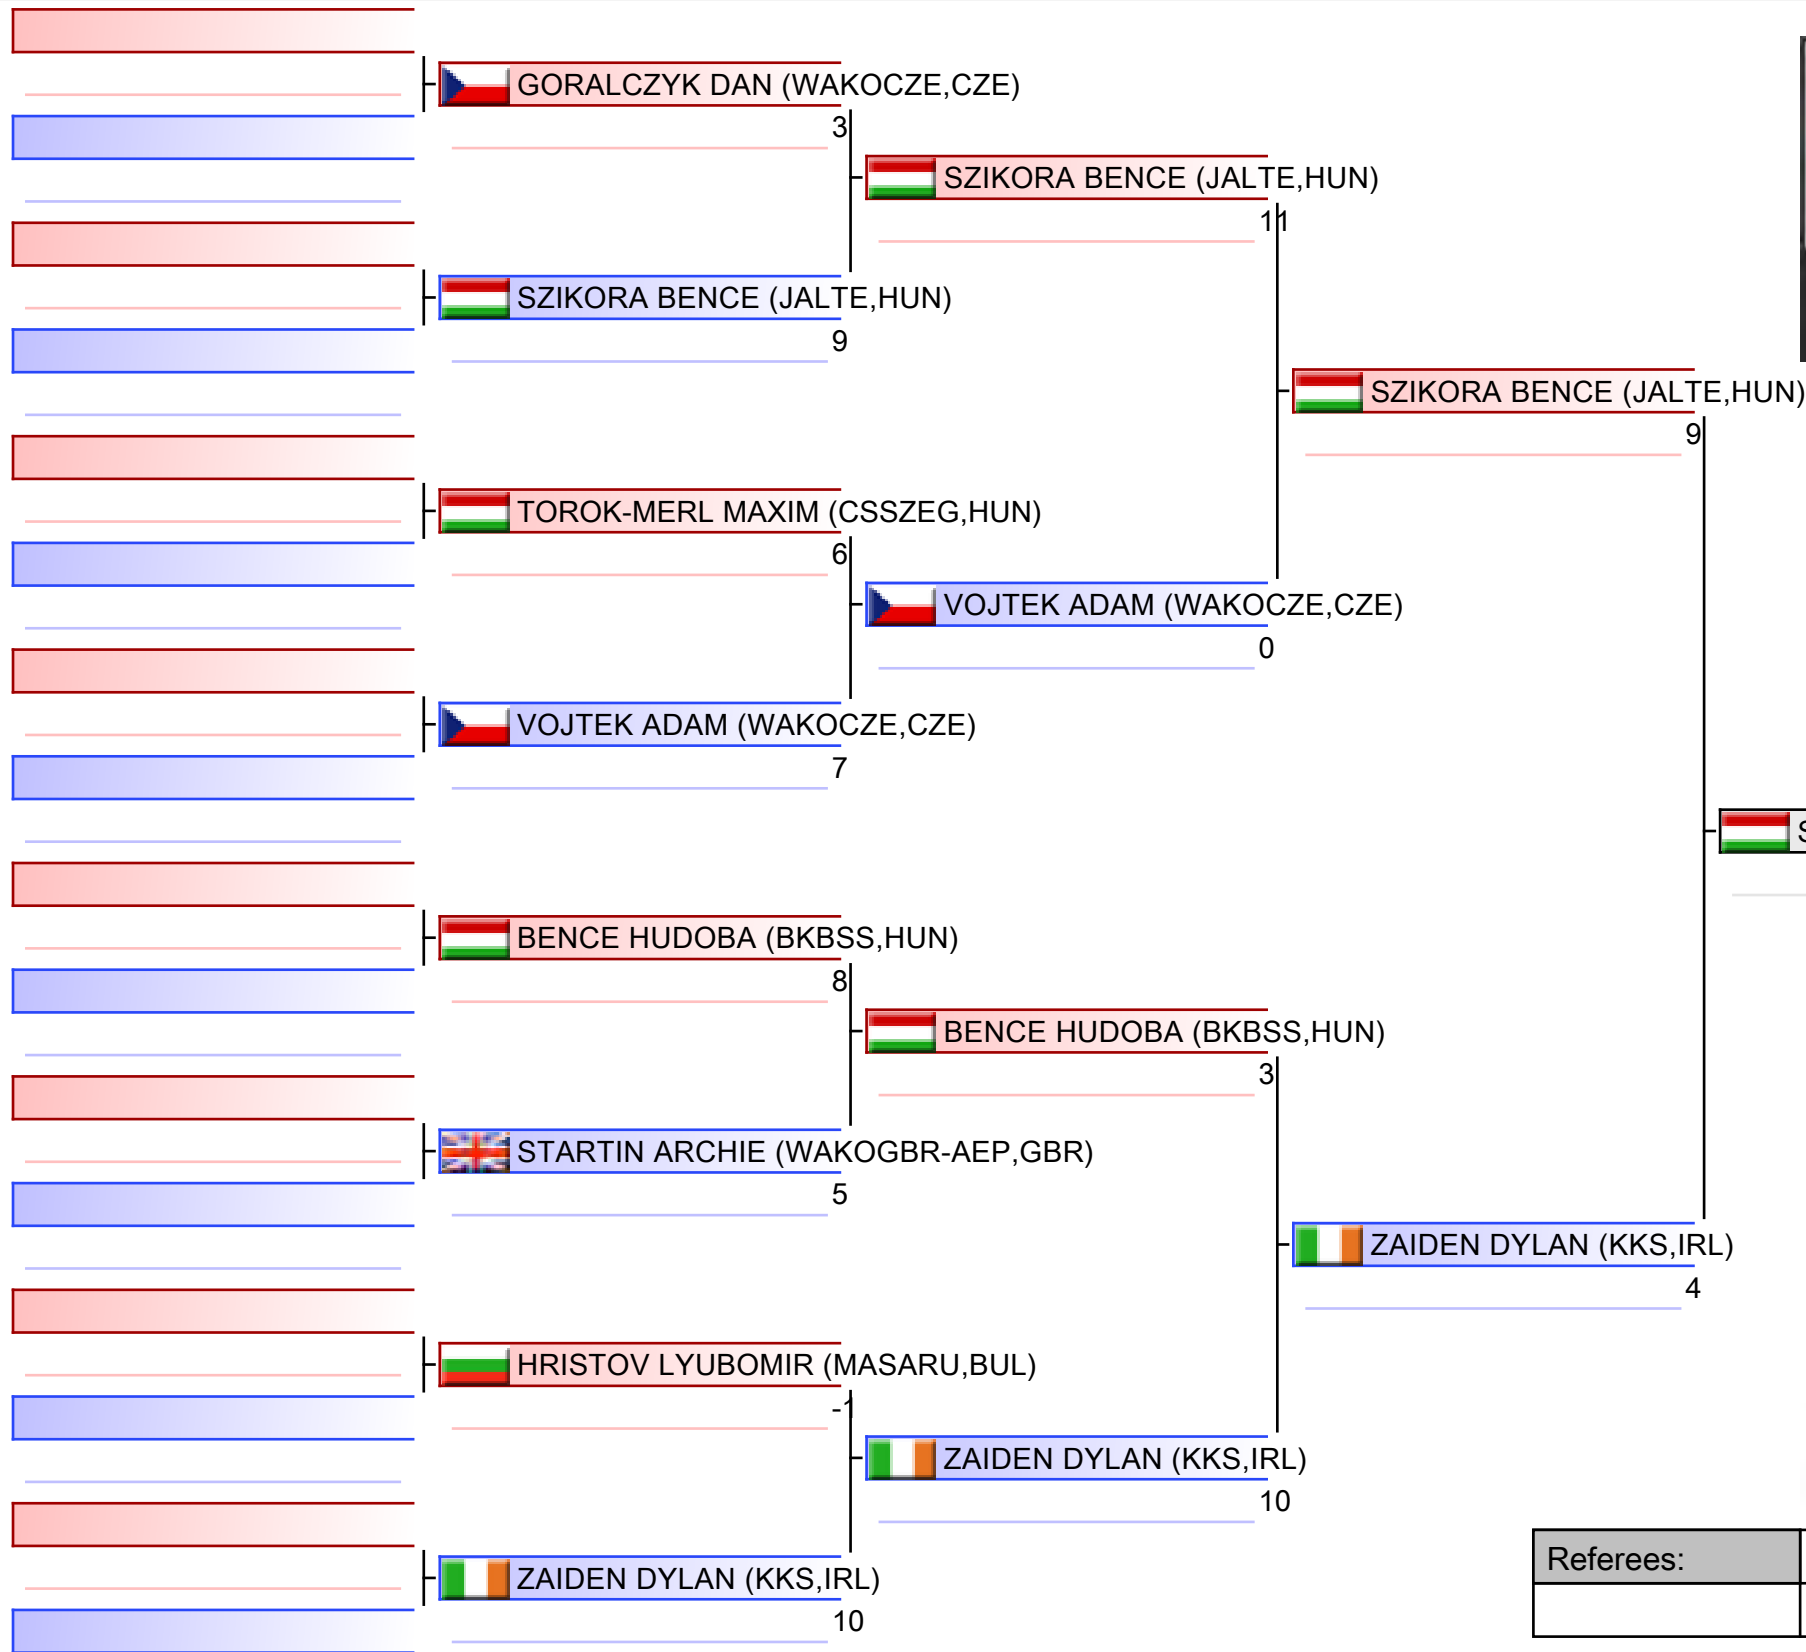 GORALCZYK DAN (WAKOCZE,CZE)
3
SZIKORA BENCE (JALTE,HUN)
11
SZIKORA BENCE (JALTE,HUN)
9
SZIKORA BENCE (JALTE,HUN)
9
TOROK-MERL MAXIM (CSSZEG,HUN)
6
VOJTEK ADAM (WAKOCZE,CZE)
0
VOJTEK ADAM (WAKOCZE,CZE)
7
BENCE HUDOBA (BKBSS,HUN)
8
BENCE HUDOBA (BKBSS,HUN)
3
STARTIN ARCHIE (WAKOGBR-AEP,GBR)
5
ZAIDEN DYLAN (KKS,IRL)
4
HRISTOV LYUBOMIR (MASARU,BUL)
-1
ZAIDEN DYLAN (KKS,IRL)
10
Referees:
ZAIDEN DYLAN (KKS,IRL)
10